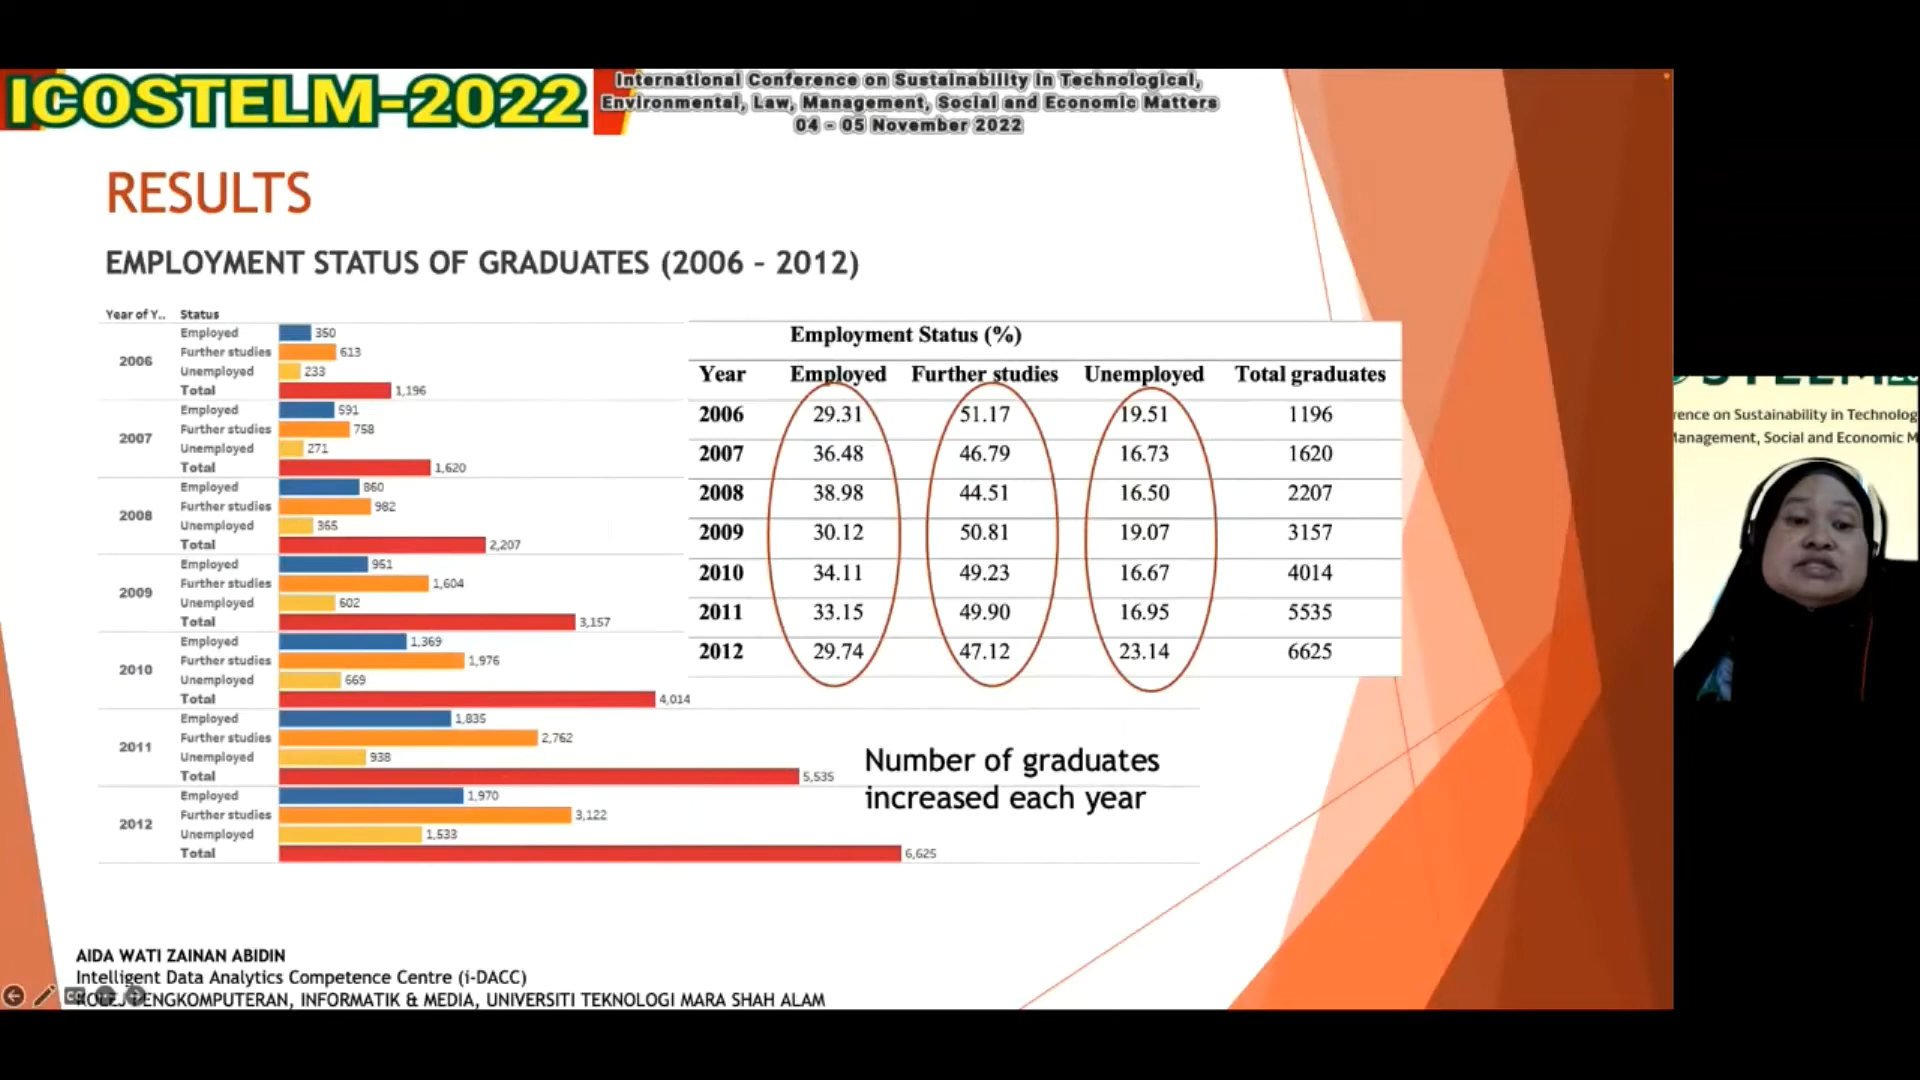 ICOSTELM-2022
International Conference on Sustainability in Technological,
Environmental, Law, Management, Social and Economic Matters
04 - 05 November 2022
RESULTS
EMPLOYMENT STATUS OF GRADUATES (2006 - 2012)
Year of Y.. Status
2006
Employed 350
Further studies 613
Unemployed 233
Total 1,196
2007
Employed 591
Further studies 758
Unemployed 271
Total 1,620
2008
Employed 860
Further studies 982
Unemployed 365
Total 2,207
2009
Employed 951
Further studies 1,604
Unemployed 602
Total 3,157
2010
Employed 1,369
Further studies 1,976
Unemployed 669
Total 4,014
2011
Employed 1,835
Further studies 2,762
Unemployed 938
Total 5,535
2012
Employed 1,970
Further studies 3,122
Unemployed 1,533
Total 6,625
Employment Status (%)
Year Employed Further studies Unemployed Total graduates
2006 29.31 51.17 19.51 1196
2007 36.48 46.79 16.73 1620
2008 38.98 44.51 16.50 2207
2009 30.12 50.81 19.07 3157
2010 34.11 49.23 16.67 4014
2011 33.15 49.90 16.95 5535
2012 29.74 47.12 23.14 6625
Number of graduates
increased each year
rence on Sustainability in Technolog
Management, Social and Economic M
AIDA WATI ZAINAN ABIDIN
Intelligent Data Analytics Competence Centre (i-DACC)
INFORMATIK & MEDIA, UNIVERSITI TEKNOLOGI MARA SHAH ALAM